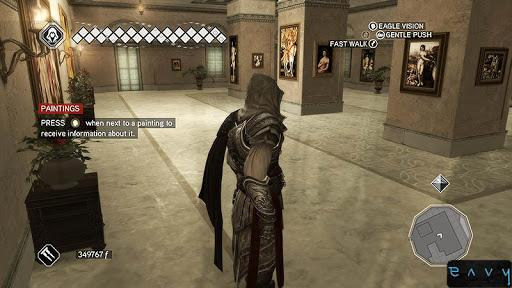 EAGLE VISION
GENTLE PUSH
FAST WALK
PAINTINGS
PRESS when next to a painting to
receive information about it.
349767 f
envy